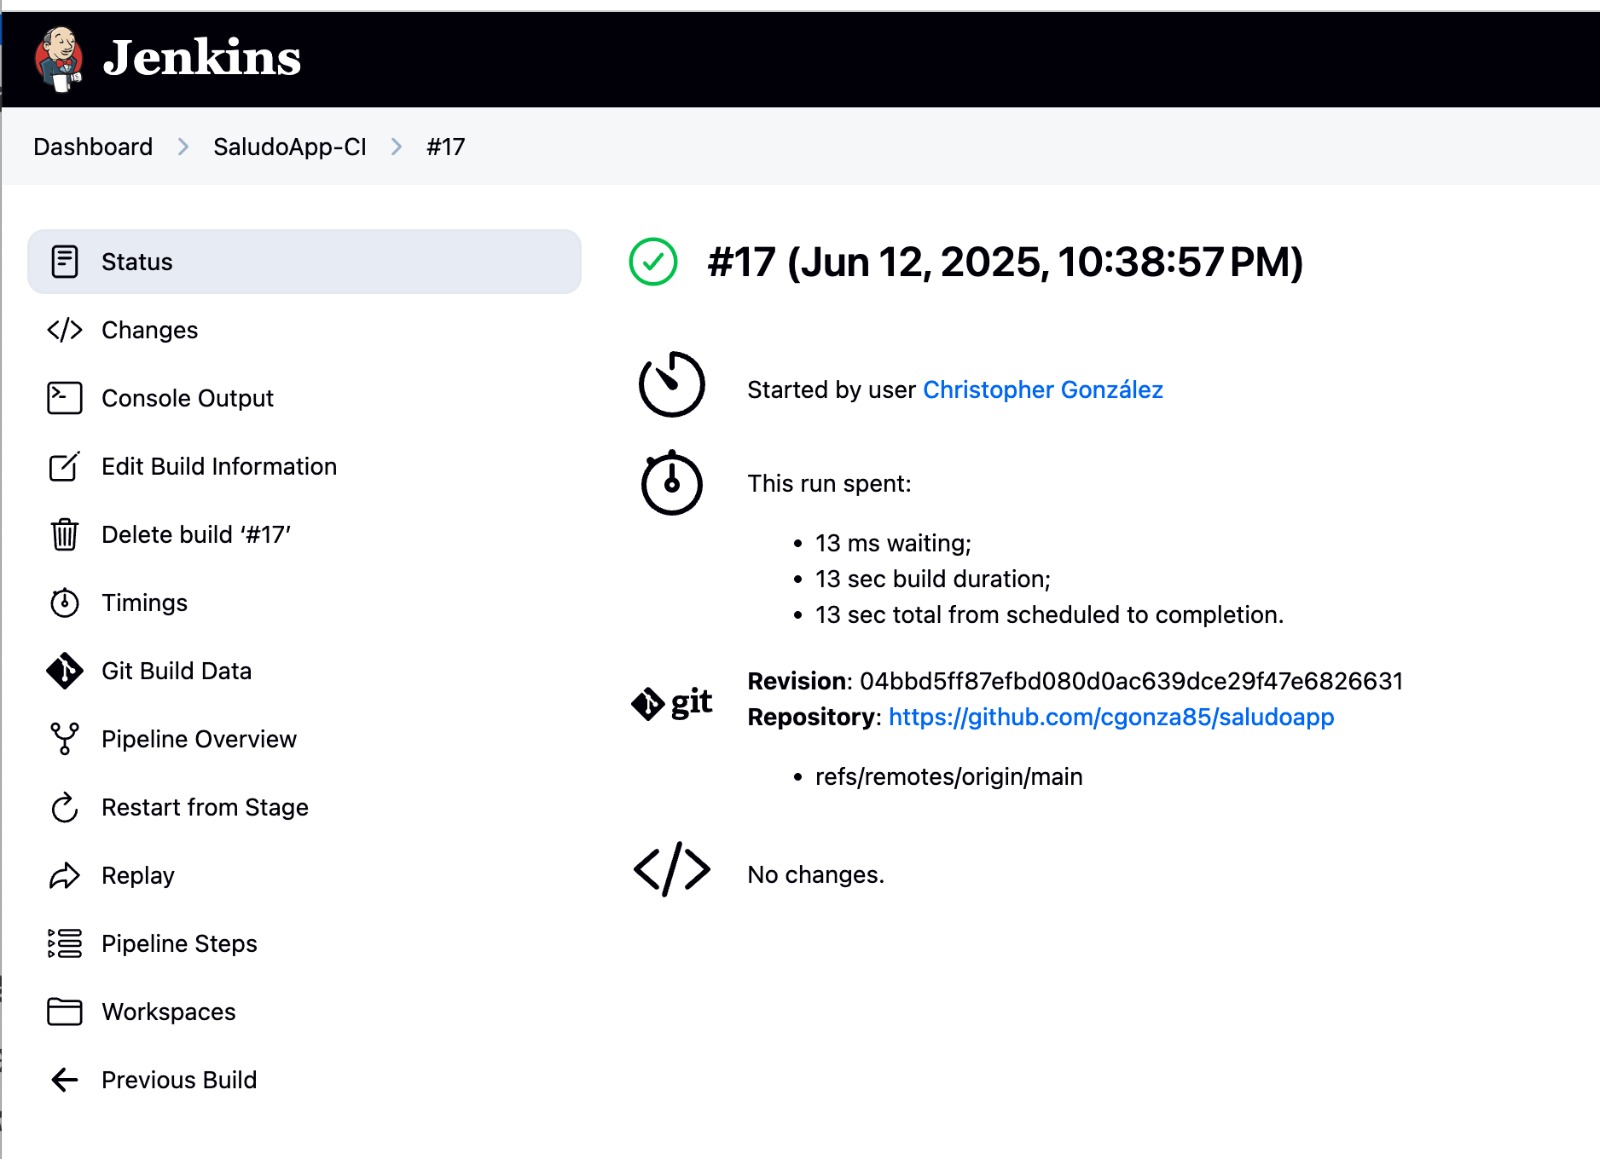 Jenkins
Dashboard > SaludoApp-CI > #17
Status
Changes
Console Output
Edit Build Information
Delete build ‘#17’
Timings
Git Build Data
Pipeline Overview
Restart from Stage
Replay
Pipeline Steps
Workspaces
Previous Build
#17 (Jun 12, 2025, 10:38:57 PM)
Started by user Christopher González
This run spent:
• 13 ms waiting;
• 13 sec build duration;
• 13 sec total from scheduled to completion.
git
Revision: 04bbd5ff87efbd080d0ac639dce29f47e6826631
Repository: https://github.com/cgonza85/saludoapp
• refs/remotes/origin/main
No changes.